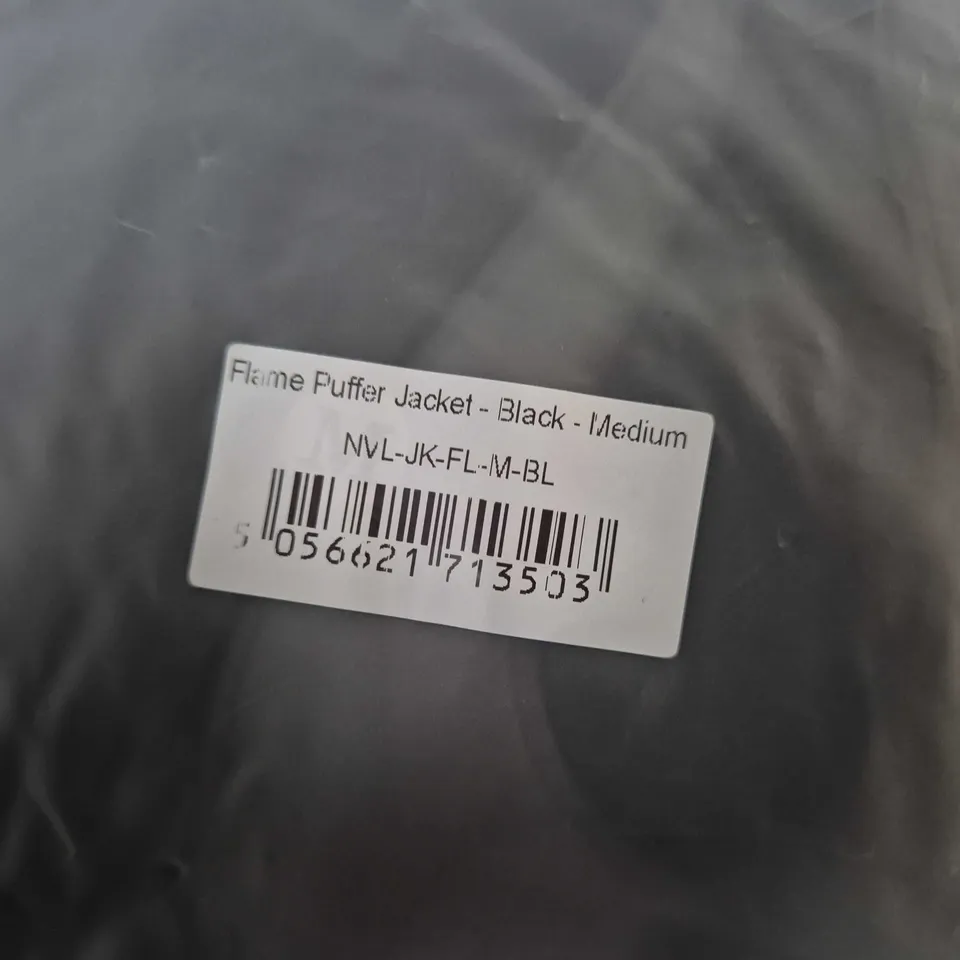 Flame Puffer Jacket - Black - Medium
NVL-JK-FL-M-BL
5 056621 713503